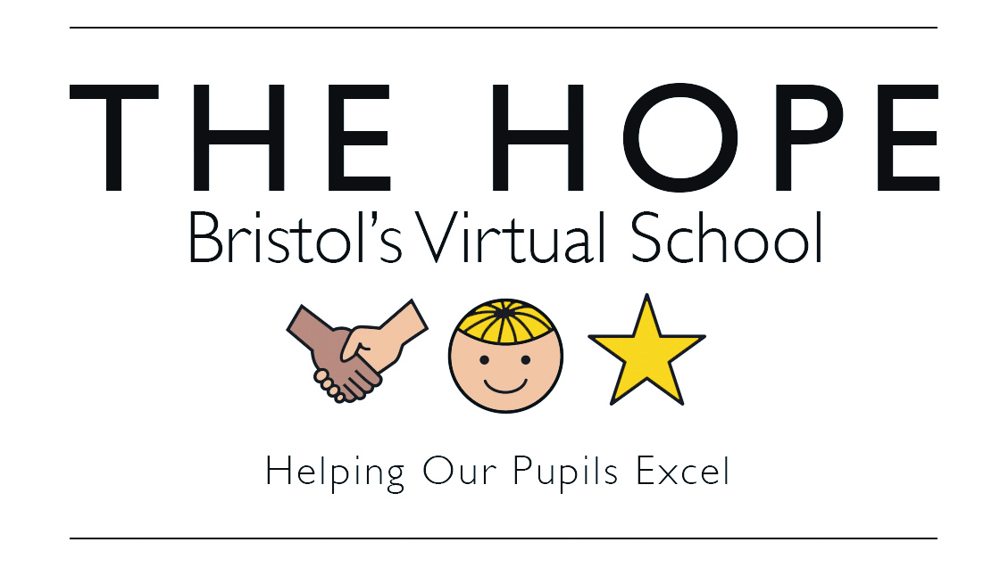 THE HOPE
Bristol’s Virtual School
Helping Our Pupils Excel